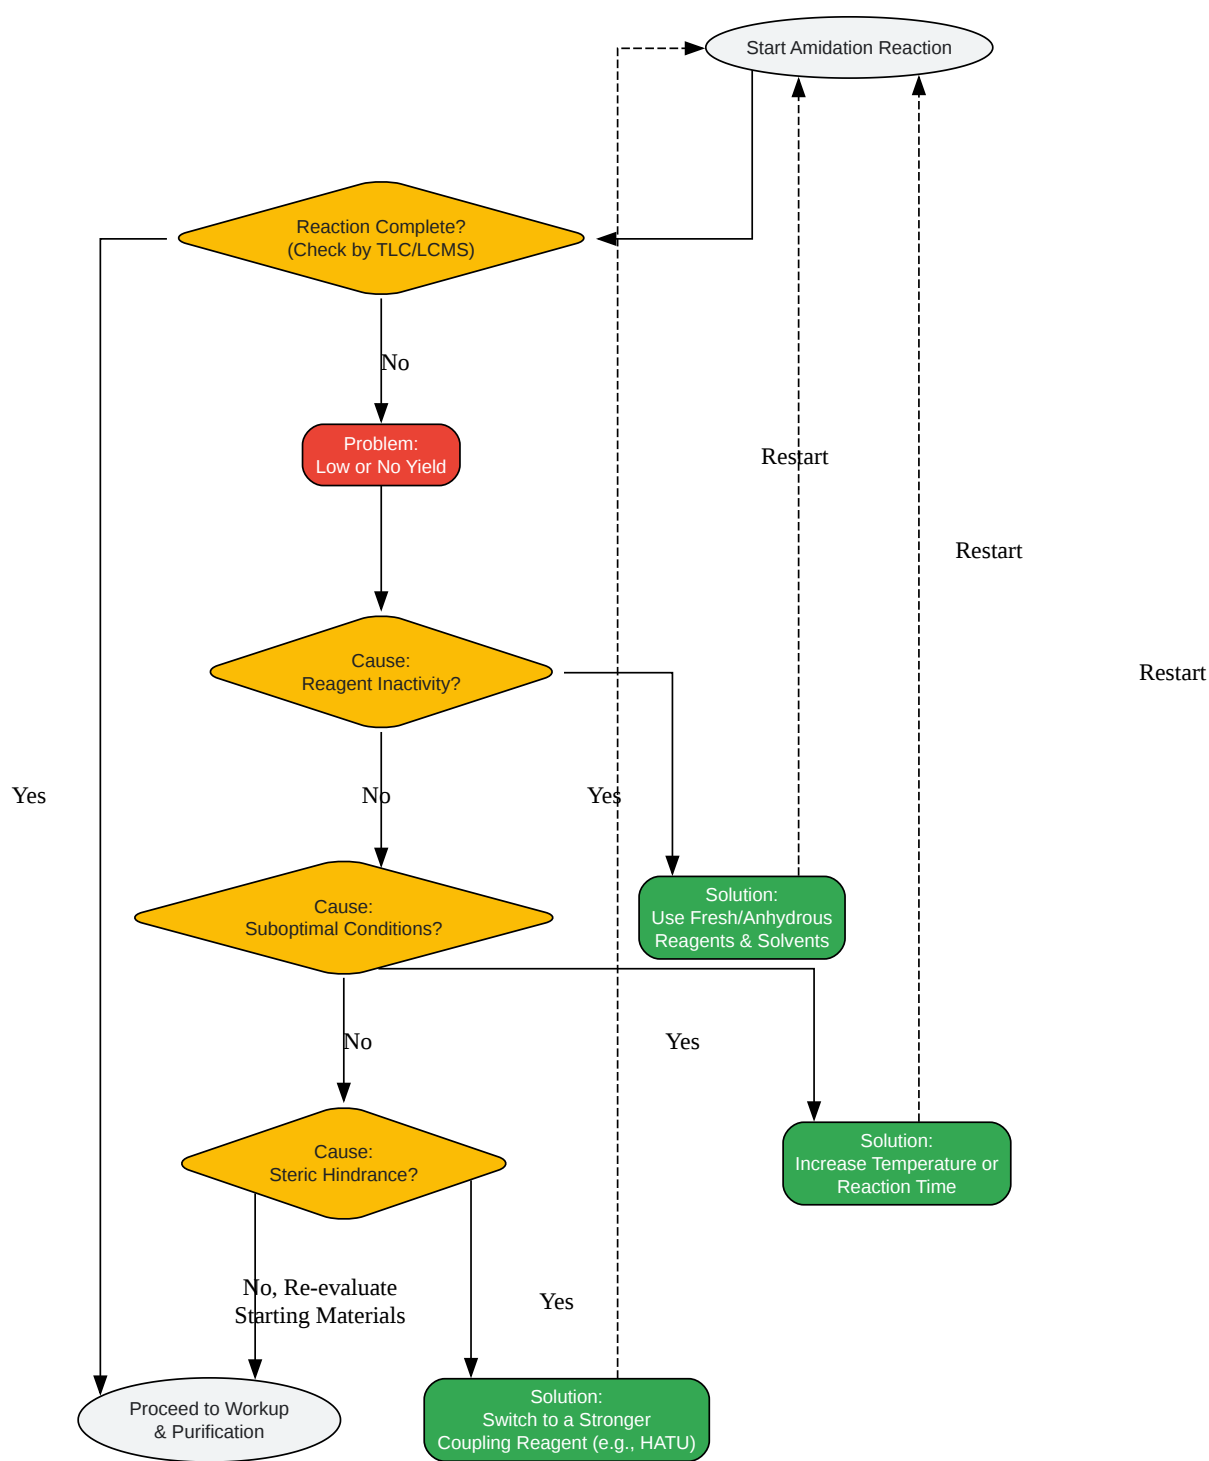 Start Amidation Reaction
Reaction Complete?
(Check by TLC/LCMS)
No
Problem:
Low or No Yield
Restart
Restart
Cause:
Reagent Inactivity?
Restart
Yes
No
Yes
Cause:
Suboptimal Conditions?
Solution:
Use Fresh/Anhydrous
Reagents & Solvents
No
Yes
Cause:
Steric Hindrance?
Solution:
Increase Temperature or
Reaction Time
No, Re-evaluate
Starting Materials
Yes
Proceed to Workup
& Purification
Solution:
Switch to a Stronger
Coupling Reagent (e.g., HATU)